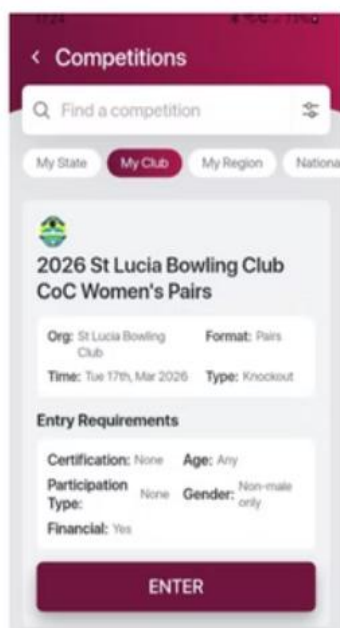 17:24
Competitions
Find a competition
My State My Club My Region Nationa
2026 St Lucia Bowling Club
CoC Women's Pairs
Org: St Lucia Bowling Format: Pairs
Club
Time: Tue 17th, Mar 2026 Type: Knockout
Entry Requirements
Certification: None Age: Any
Participation
Type: None Gender: Non-male
only
Financial: Yes
ENTER